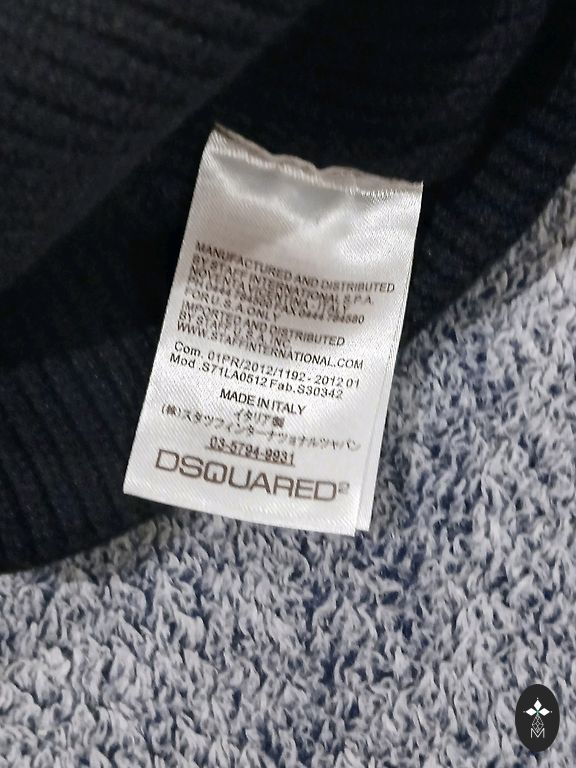 MANUFACTURED AND DISTRIBUTED
BY STAFF INTERNATIONAL S.P.A.
FOR U.S.A ONLY
IMPORTED AND DISTRIBUTED
BY STAFF USA, INC
WWW.STAFFINTERNATIONAL.COM
Com. 01PR/2012/1192 - 2012 01
Mod .S71LA0512 Fab.S30342
MADE IN ITALY
イタリア製
(株)スタッフインターナショナルジャパン
03-5794-9931
DSQUARED2
M